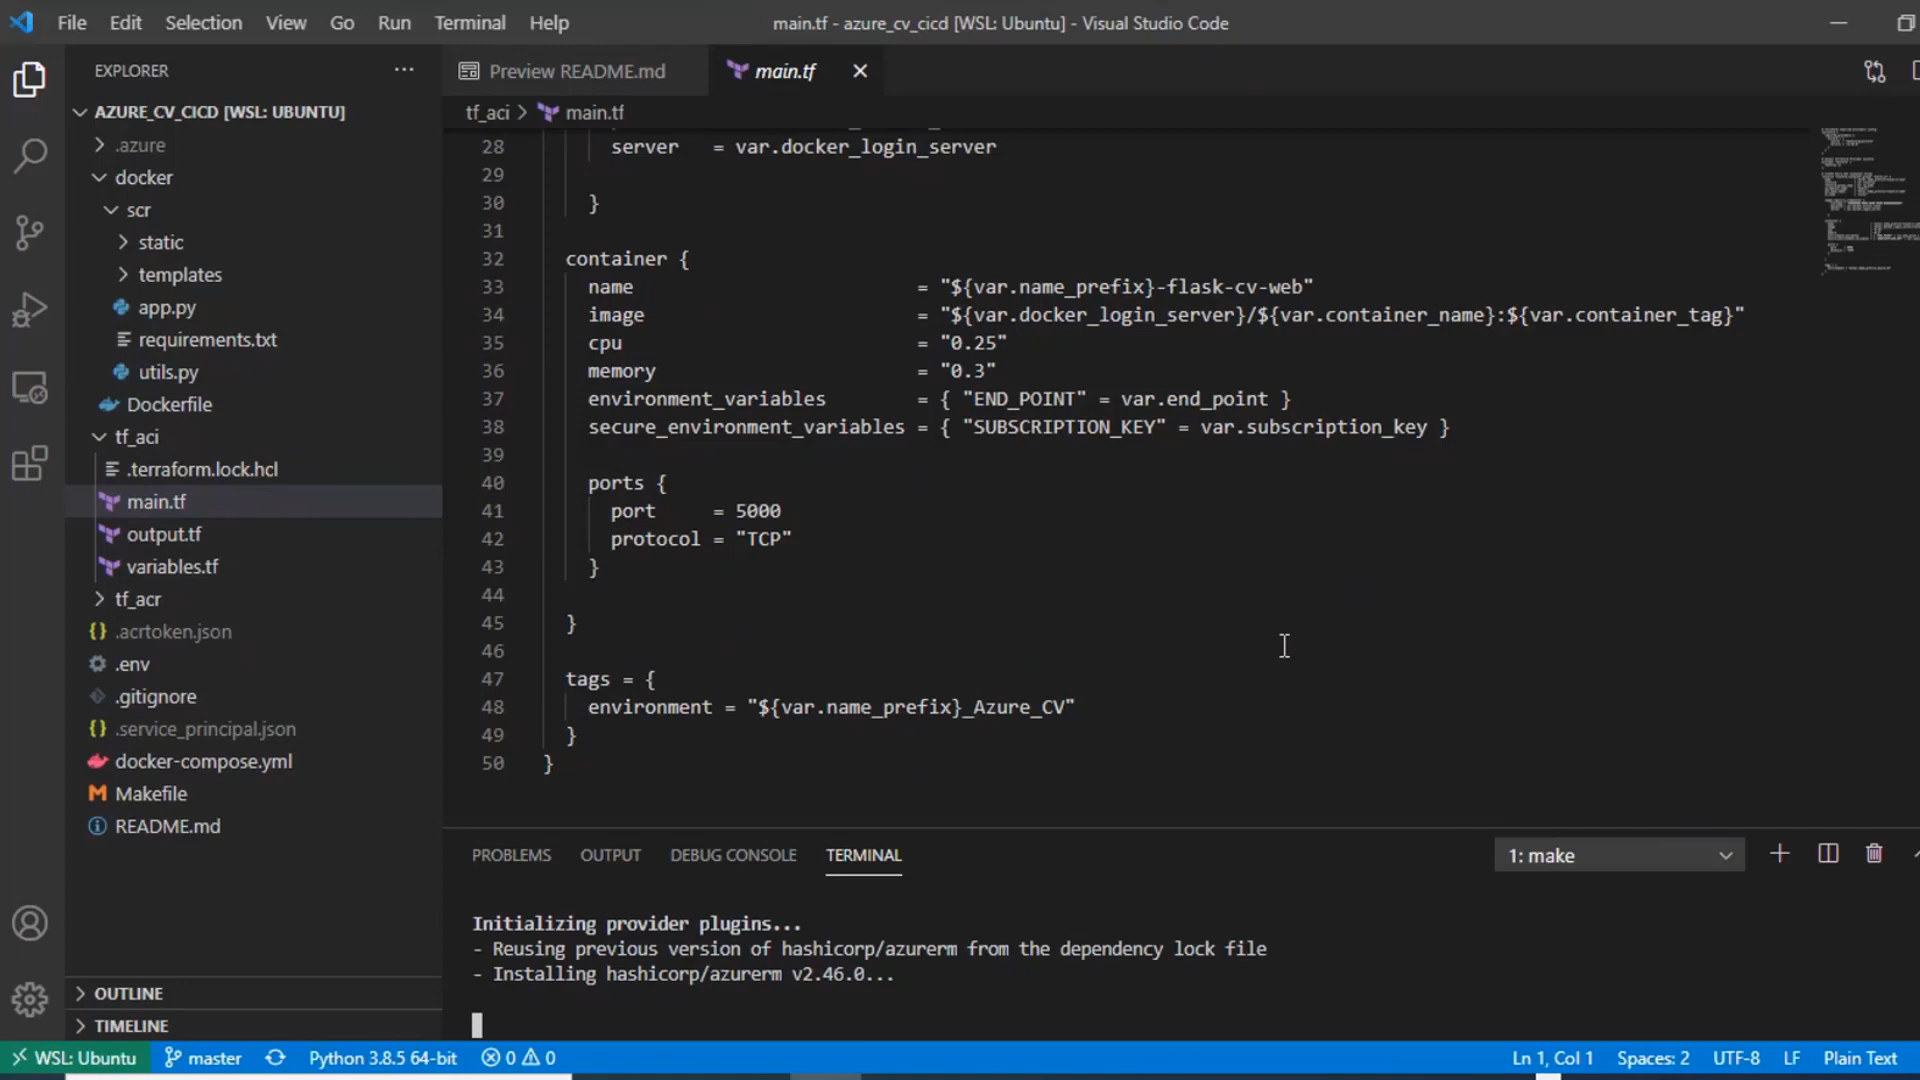 File Edit Selection View Go Run Terminal Help
main.tf - azure_cv_cicd [WSL: Ubuntu] - Visual Studio Code
EXPLORER
AZURE_CV_CICD [WSL: UBUNTU]
.azure
docker
scr
static
templates
app.py
requirements.txt
utils.py
Dockerfile
tf_aci
.terraform.lock.hcl
main.tf
output.tf
variables.tf
tf_acr
.acrtoken.json
.env
.gitignore
.service_principal.json
docker-compose.yml
Makefile
README.md
OUTLINE
TIMELINE
Preview README.md
main.tf
tf_aci > main.tf
28 server = var.docker_login_server
29
30 }
31
32 container {
33 name = "${var.name_prefix}-flask-cv-web"
34 image = "${var.docker_login_server}/${var.container_name}:${var.container_tag}"
35 cpu = "0.25"
36 memory = "0.3"
37 environment_variables = { "END_POINT" = var.end_point }
38 secure_environment_variables = { "SUBSCRIPTION_KEY" = var.subscription_key }
39
40 ports {
41 port = 5000
42 protocol = "TCP"
43 }
44
45 }
46
47 tags = {
48 environment = "${var.name_prefix}_Azure_CV"
49 }
50 }
PROBLEMS OUTPUT DEBUG CONSOLE TERMINAL
1: make
Initializing provider plugins...
- Reusing previous version of hashicorp/azurerm from the dependency lock file
- Installing hashicorp/azurerm v2.46.0...
WSL: Ubuntu master Python 3.8.5 64-bit 0 0
Ln 1, Col 1 Spaces: 2 UTF-8 LF Plain Text